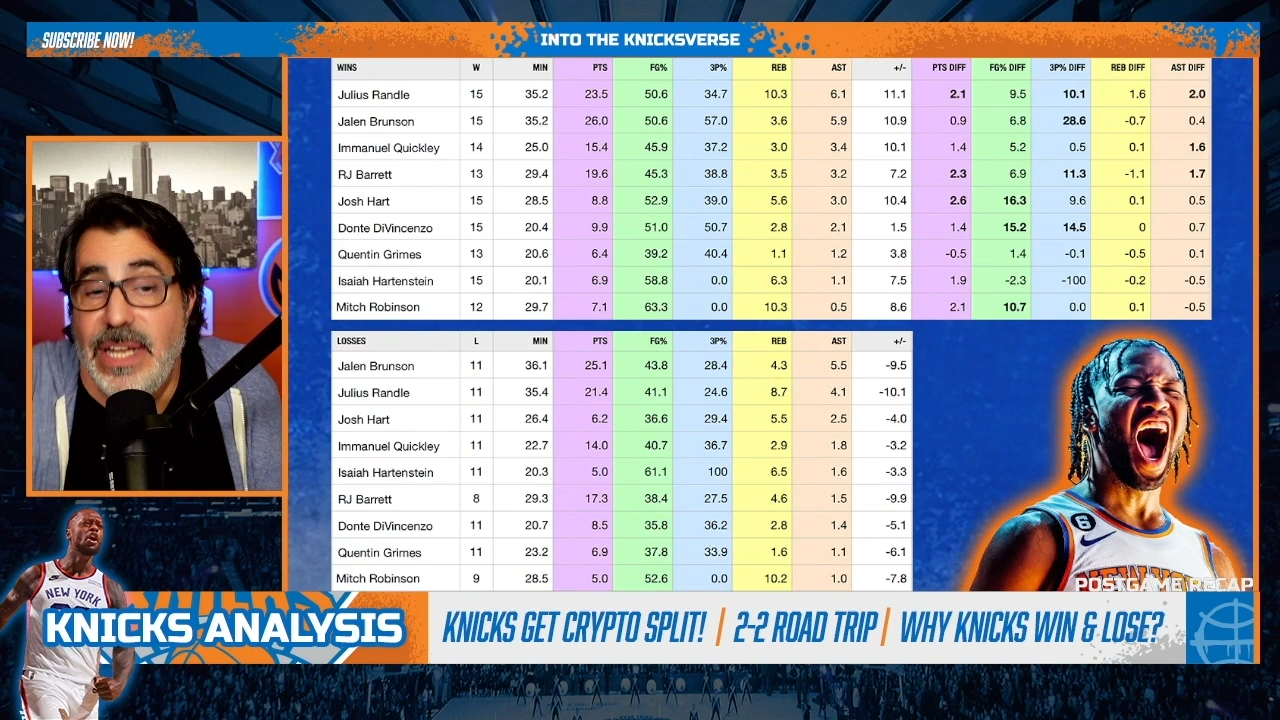 SUBSCRIBE NOW!
INTO THE KNICKSVERSE
WINS W MIN PTS FG% 3P% REB AST +/- PTS DIFF FG% DIFF 3P% DIFF REB DIFF AST DIFF
Julius Randle 15 35.2 23.5 50.6 34.7 10.3 6.1 11.1 2.1 9.5 10.1 1.6 2.0
Jalen Brunson 15 35.2 26.0 50.6 57.0 3.6 5.9 10.9 0.9 6.8 28.6 -0.7 0.4
Immanuel Quickley 14 25.0 15.4 45.9 37.2 3.0 3.4 10.1 1.4 5.2 0.5 0.1 1.6
RJ Barrett 13 29.4 19.6 45.3 38.8 3.5 3.2 7.2 2.3 6.9 11.3 -1.1 1.7
Josh Hart 15 28.5 8.8 52.9 39.0 5.6 3.0 10.4 2.6 16.3 9.6 0.1 0.5
Donte DiVincenzo 15 20.4 9.9 51.0 50.7 2.8 2.1 1.5 1.4 15.2 14.5 0 0.7
Quentin Grimes 13 20.6 6.4 39.2 40.4 1.1 1.2 3.8 -0.5 1.4 -0.1 -0.5 0.1
Isaiah Hartenstein 15 20.1 6.9 58.8 0.0 6.3 1.1 7.5 1.9 -2.3 -100 -0.2 -0.5
Mitch Robinson 12 29.7 7.1 63.3 0.0 10.3 0.5 8.6 2.1 10.7 0.0 0.1 -0.5
LOSSES L MIN PTS FG% 3P% REB AST +/-
Jalen Brunson 11 36.1 25.1 43.8 28.4 4.3 5.5 -9.5
Julius Randle 11 35.4 21.4 41.1 24.6 8.7 4.1 -10.1
Josh Hart 11 26.4 6.2 36.6 29.4 5.5 2.5 -4.0
Immanuel Quickley 11 22.7 14.0 40.7 36.7 2.9 1.8 -3.2
Isaiah Hartenstein 11 20.3 5.0 61.1 100 6.5 1.6 -3.3
RJ Barrett 8 29.3 17.3 38.4 27.5 4.6 1.5 -9.9
Donte DiVincenzo 11 20.7 8.5 35.8 36.2 2.8 1.4 -5.1
Quentin Grimes 11 23.2 6.9 37.8 33.9 1.6 1.1 -6.1
Mitch Robinson 9 28.5 5.0 52.6 0.0 10.2 1.0 -7.8
6
POSTGAME RECAP
NEW YORK
KNICKS ANALYSIS
KNICKS GET CRYPTO SPLIT! | 2-2 ROAD TRIP | WHY KNICKS WIN & LOSE?